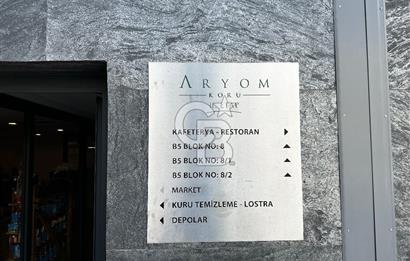 ARYOM
KORU
KAFETERYA - RESTORAN
B5 BLOK NO: 8
B5 BLOK NO: 8/1
B5 BLOK NO: 8/2
MARKET
KURU TEMİZLEME - LOSTRA
DEPOLAR